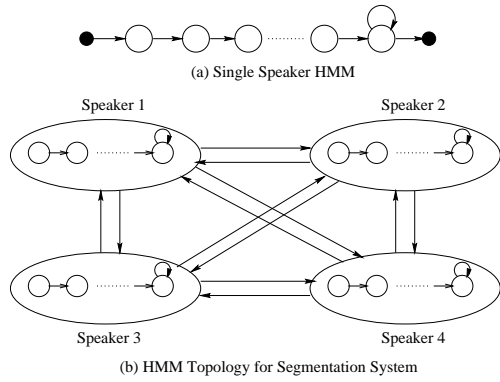 (a) Single Speaker HMM
Speaker 1
Speaker 2
Speaker 3
Speaker 4
(b) HMM Topology for Segmentation System